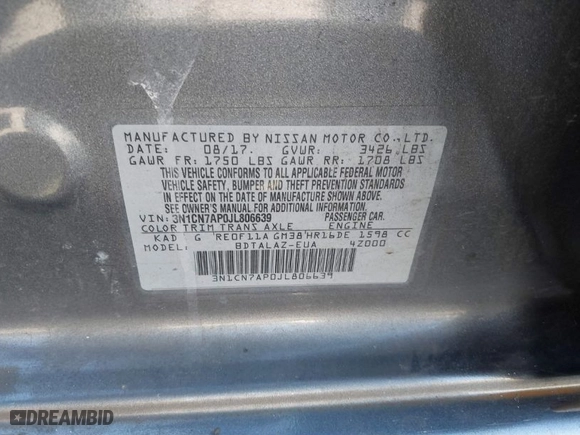 MANUFACTURED BY NISSAN MOTOR CO.,LTD.
DATE: 08/17. GVWR: 3426 LBS
GAWR FR: 1750 LBS GAWR RR: 1708 LBS
THIS VEHICLE CONFORMS TO ALL APPLICABLE FEDERAL MOTOR
VEHICLE SAFETY, BUMPER AND THEFT PREVENTION STANDARDS
IN EFFECT ON THE DATE OF MANUFACTURE SHOWN ABOVE.
SEE OWNERS MANUAL FOR ADDITIONAL INFORMATION.
VIN: 3N1CN7AP0JL806639 PASSENGER CAR.
COLOR TRIM TRANS AXLE ENGINE
KAD G RE0F11A GM38 HR16DE 1598 CC
MODEL: BDTALAZ-EUA 4Z000
3N1CN7AP0JL806639
DREAMBID